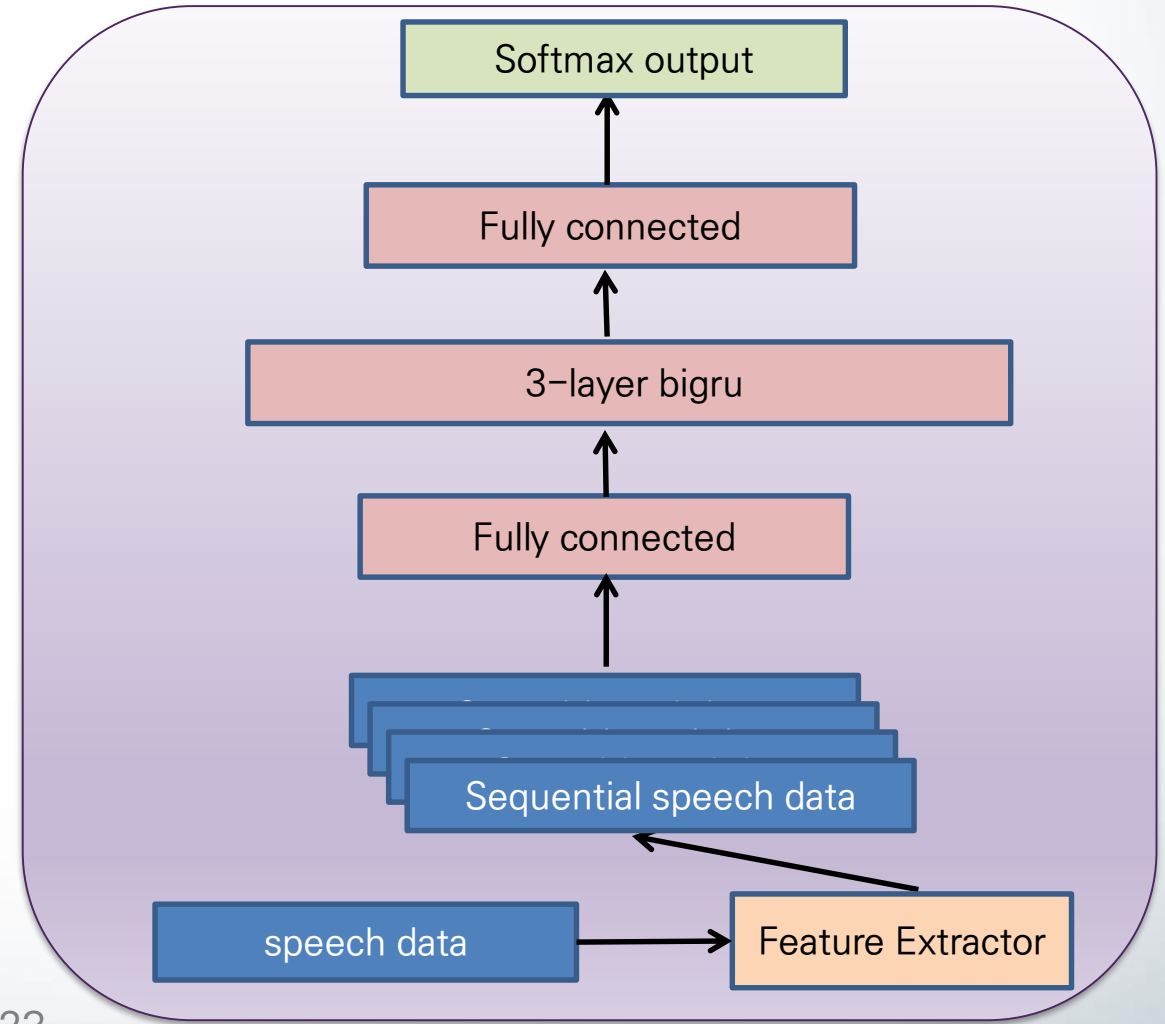 Softmax output
Fully connected
3-layer bigru
Fully connected
Sequential speech data
speech data
Feature Extractor